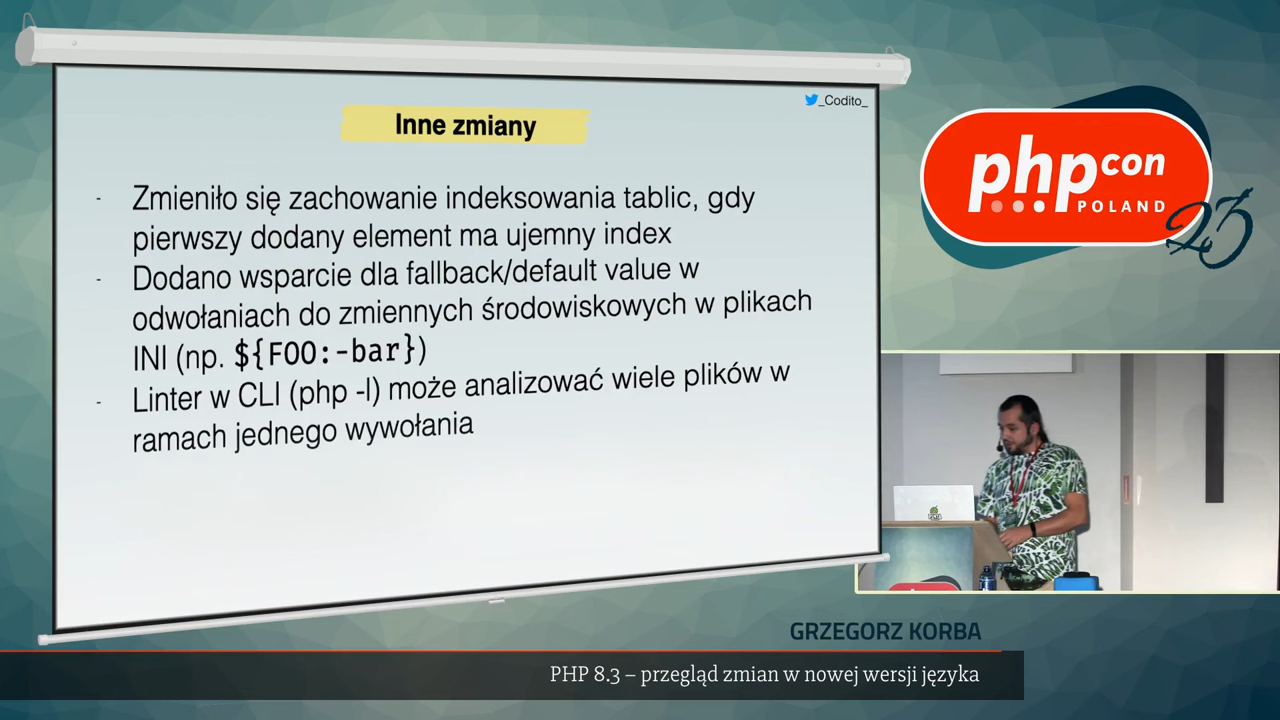 _Codito_
Inne zmiany
- Zmieniło się zachowanie indeksowania tablic, gdy
pierwszy dodany element ma ujemny index
- Dodano wsparcie dla fallback/default value w
odwołaniach do zmiennych środowiskowych w plikach
INI (np. ${FOO:-bar})
- Linter w CLI (php -l) może analizować wiele plików w
ramach jednego wywołania
phpcon
POLAND
23
GRZEGORZ KORBA
PHP 8.3 – przegląd zmian w nowej wersji języka